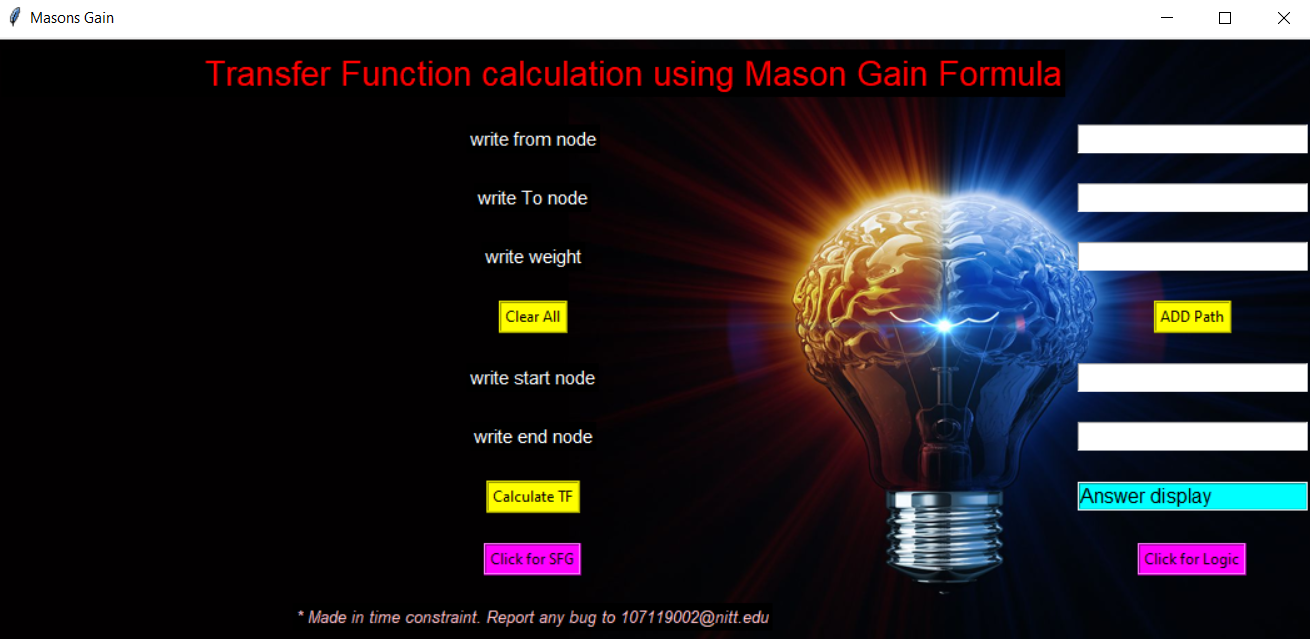 Masons Gain
Transfer Function calculation using Mason Gain Formula
write from node
write To node
write weight
Clear All
ADD Path
write start node
write end node
Calculate TF
Answer display
Click for SFG
Click for Logic
* Made in time constraint. Report any bug to 107119002@nitt.edu